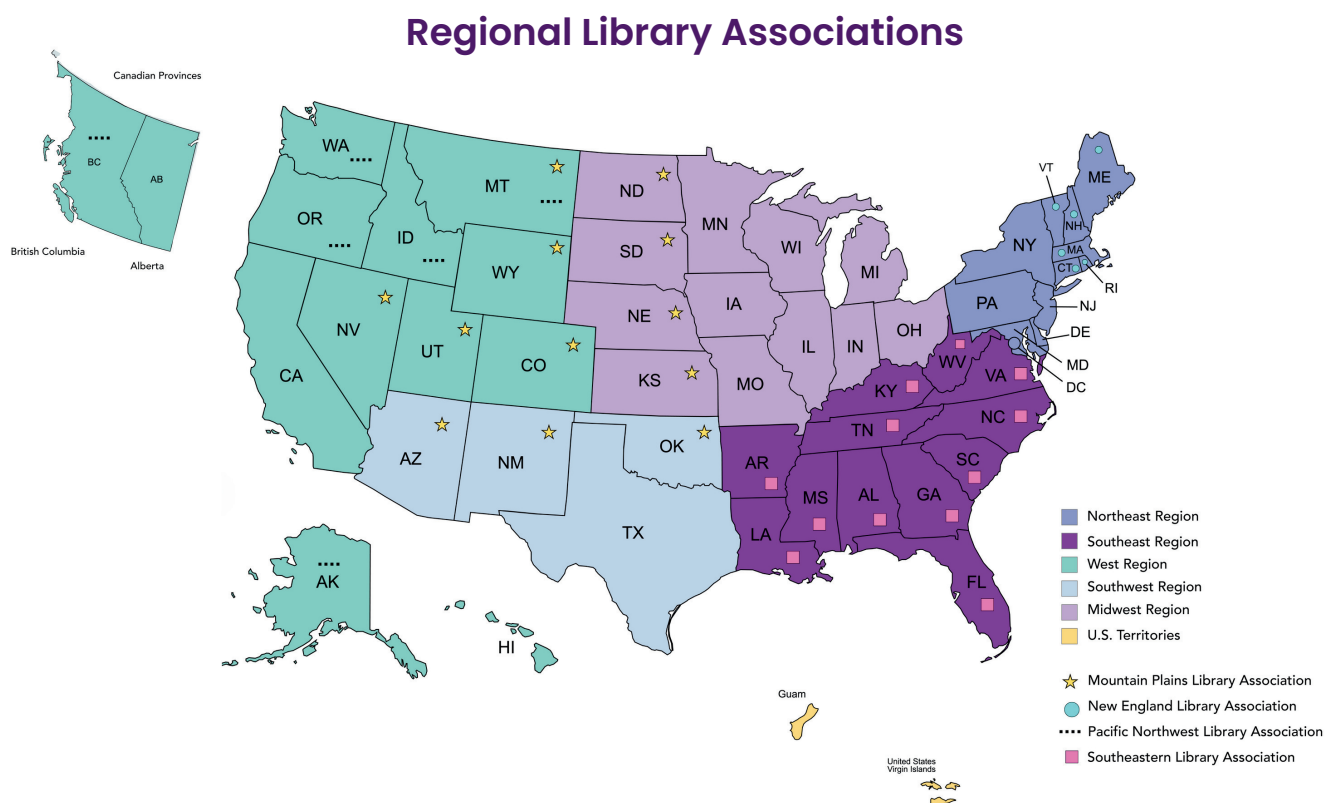 Regional Library Associations
Canadian Provinces
BC
AB
British Columbia
Alberta
WA
OR
ID
MT
WY
NV
UT
CO
CA
AK
HI
AZ
NM
OK
TX
ND
SD
NE
KS
MN
IA
MO
WI
IL
MI
IN
OH
KY
TN
WV
VA
NC
SC
AR
MS
AL
GA
LA
FL
ME
VT
NH
NY
MA
CT
RI
PA
NJ
DE
MD
DC
Northeast Region
Southeast Region
West Region
Southwest Region
Midwest Region
U.S. Territories
Mountain Plains Library Association
New England Library Association
Pacific Northwest Library Association
Southeastern Library Association
Guam
United States
Virgin Islands